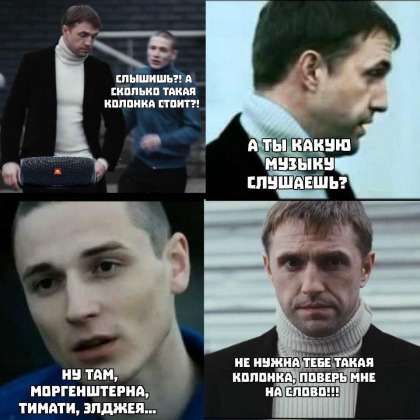 СЛЫШИШЬ?! А
СКОЛЬКО ТАКАЯ
КОЛОНКА СТОИТ?!
JBL
А ТЫ КАКУЮ
МУЗЫКУ
СЛУШАЕШЬ?
НУ ТАМ,
МОРГЕНШТЕРНА,
ТИМАТИ, ЭЛДЖЕЯ...
НЕ НУЖНА ТЕБЕ ТАКАЯ
КОЛОНКА, ПОВЕРЬ МНЕ
НА СЛОВО!!!